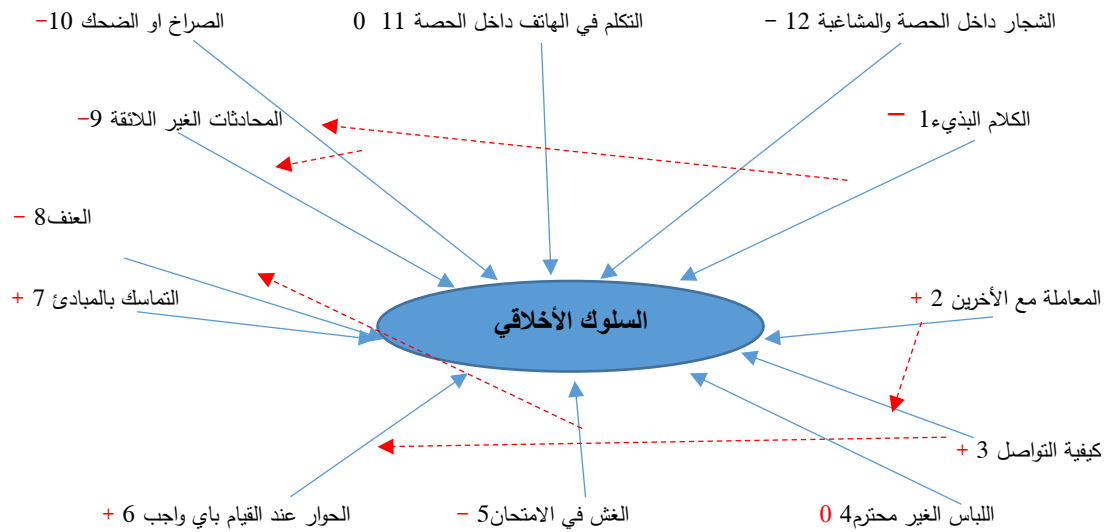 الشجار داخل الحصة والمشاغبة 12 −
التكلم في الهاتف داخل الحصة 11 0
الصراخ او الضحك 10−
الكلام البذيء1 −
المحادثات الغير اللائقة 9−
العنف8 −
المعاملة مع الأخرين 2 +
التماسك بالمبادئ 7 +
السلوك الأخلاقي
كيفية التواصل 3 +
اللباس الغير محترم4 0
الغش في الامتحان5 −
الحوار عند القيام باي واجب 6 +